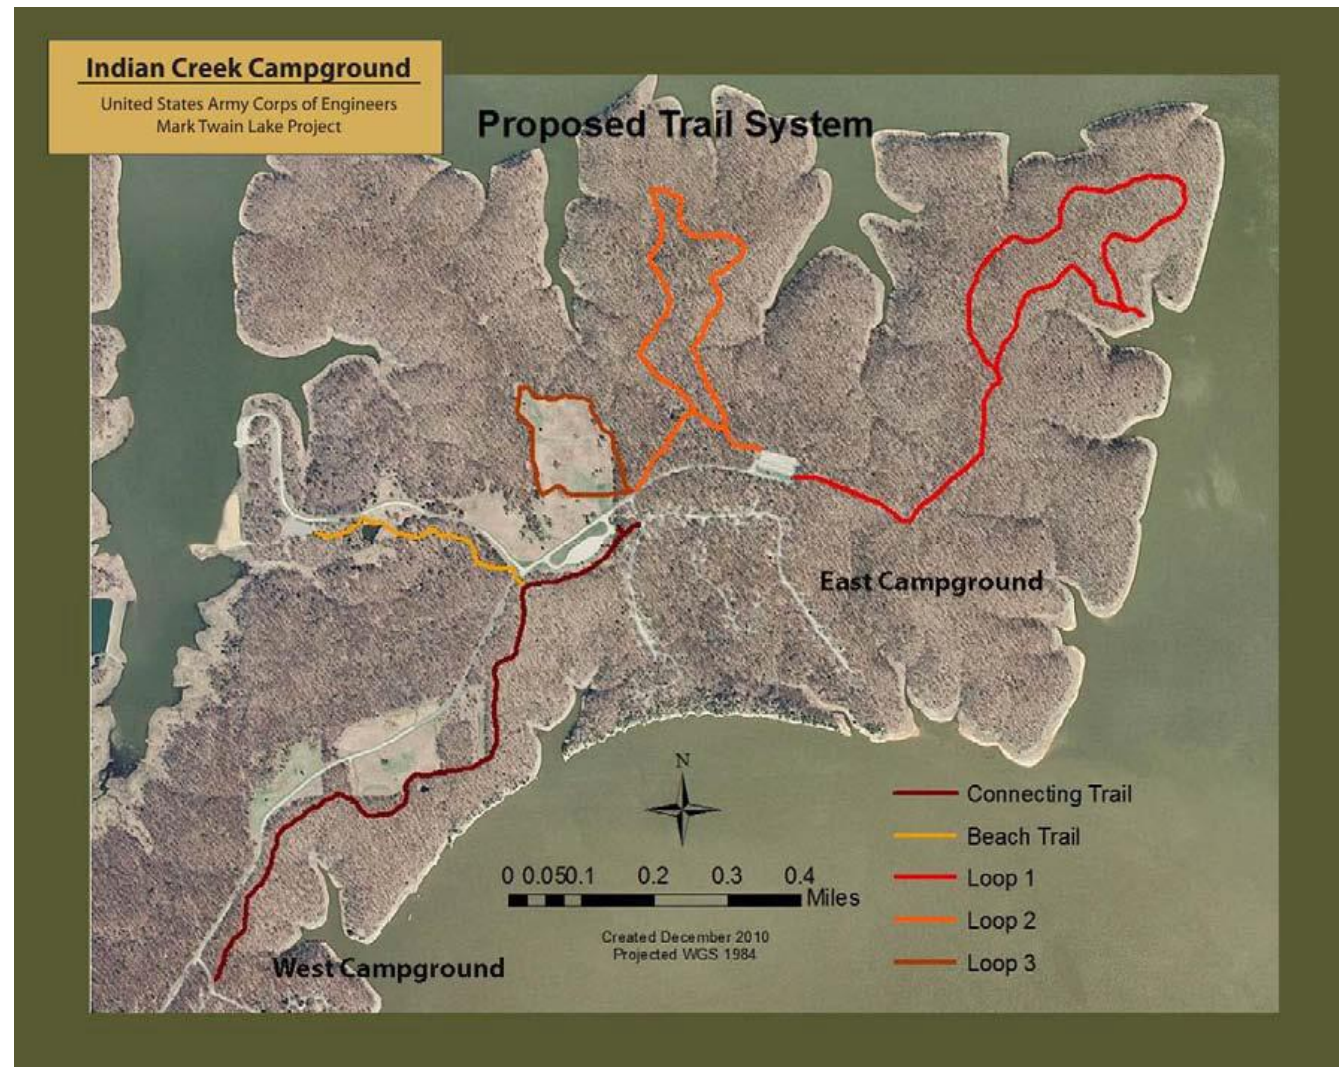 Indian Creek Campground
United States Army Corps of Engineers
Mark Twain Lake Project
Proposed Trail System
East Campground
N
Connecting Trail
Beach Trail
Loop 1
Loop 2
Loop 3
0 0.050.1 0.2 0.3 0.4
Miles
Created December 2010
Projected WGS 1984
West Campground